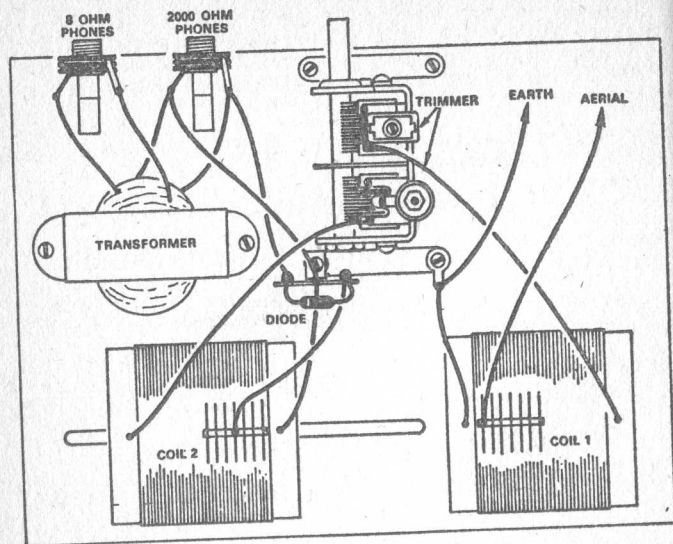 8 OHM
PHONES
2000 OHM
PHONES
TRIMMER
EARTH
AERIAL
TRANSFORMER
DIODE
COIL 2
COIL 1